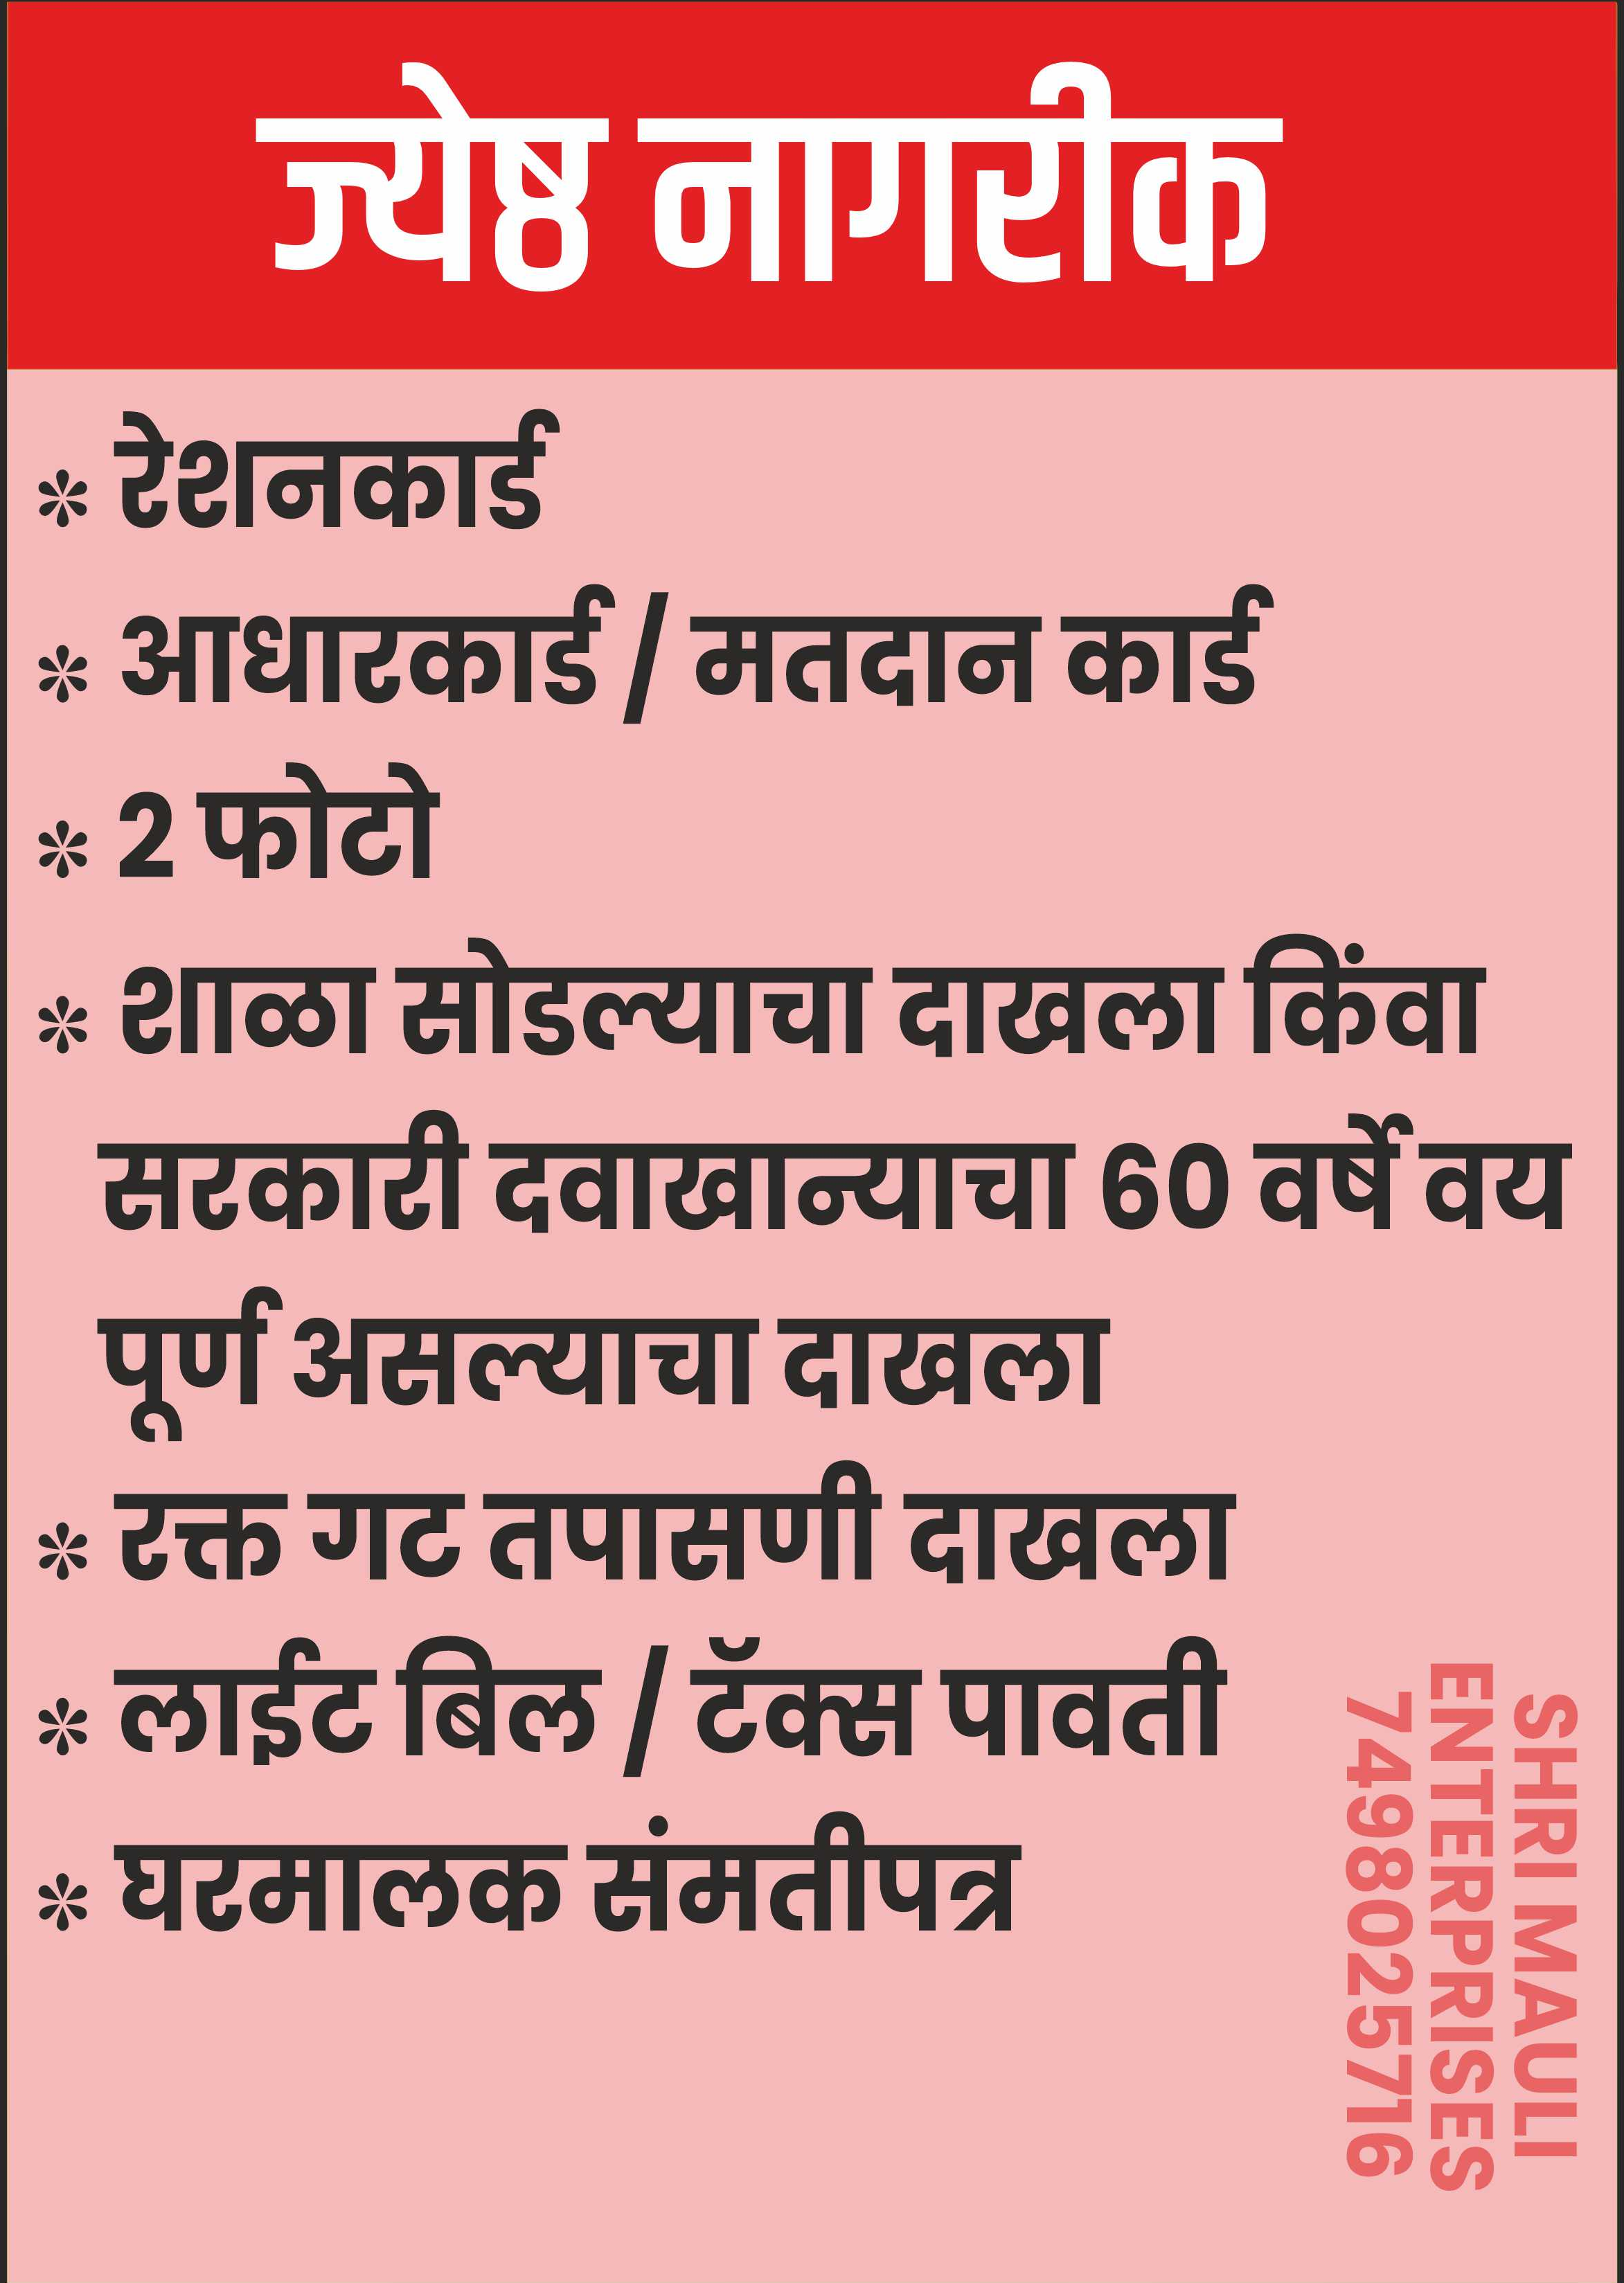 ज्येष्ठ नागरीक
* रेशनकार्ड
* आधारकार्ड / मतदान कार्ड
* 2 फोटो
* शाळा सोडल्याचा दाखला किंवा
सरकारी दवाखान्याचा 60 वर्षे वय
पूर्ण असल्याचा दाखला
* रक्त गट तपासणी दाखला
* लाईट बिल / टॅक्स पावती
* घरमालक संमतीपत्र
SHRI MAULI
ENTERPRISES
7498025716